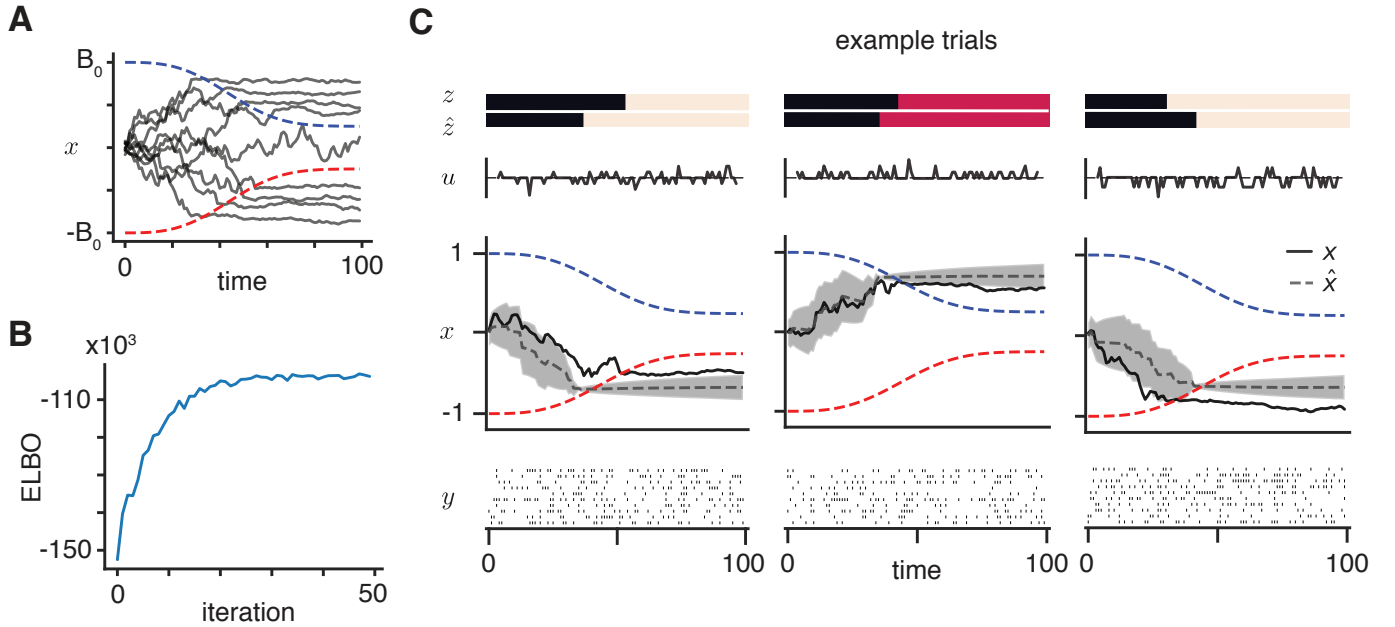 A
B₀
x
-B₀
0
100
time
B
x10³
-110
ELBO
-150
0
50
iteration
C
example trials
z
ẑ
u
1
x
-1
x
x̂
y
0
100
0
100
0
100
time